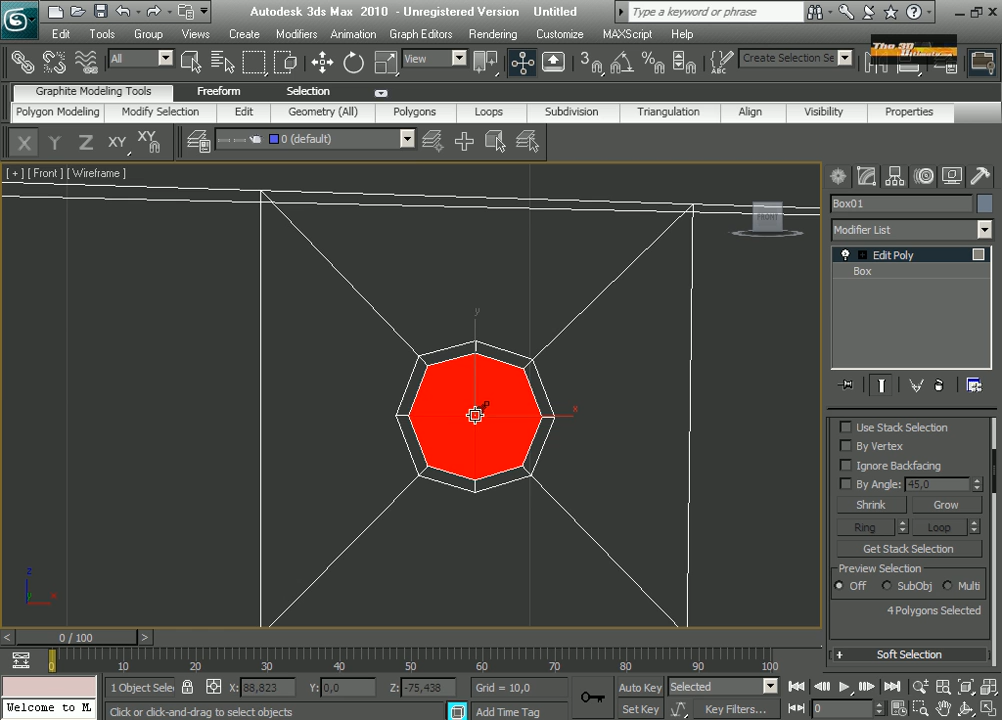 Autodesk 3ds Max 2010 - Unregistered Version Untitled
Type a keyword or phrase
Edit Tools Group Views Create Modifiers Animation Graph Editors Rendering Customize MAXScript Help
The 3D
All View 3 Create Selection Se
Graphite Modeling Tools Freeform Selection
Polygon Modeling Modify Selection Edit Geometry (All) Polygons Loops Subdivision Triangulation Align Visibility Properties
X Y Z XY XY 0 (default)
[ + ] [ Front ] [ Wireframe ]
FRONT
y
x
z
y
x
Box01
Modifier List
Edit Poly
Box
Use Stack Selection
By Vertex
Ignore Backfacing
By Angle: 45,0
Shrink Grow
Ring Loop
Get Stack Selection
Preview Selection
Off SubObj Multi
4 Polygons Selected
+ Soft Selection
< 0 / 100 >
0 10 20 30 40 50 60 70 80 90 100
1 Object Selec X: 88,823 Y: 0,0 Z: -75,438 Grid = 10,0 Auto Key Selected
Welcome to M. Click or click-and-drag to select objects Add Time Tag Set Key Key Filters... 0